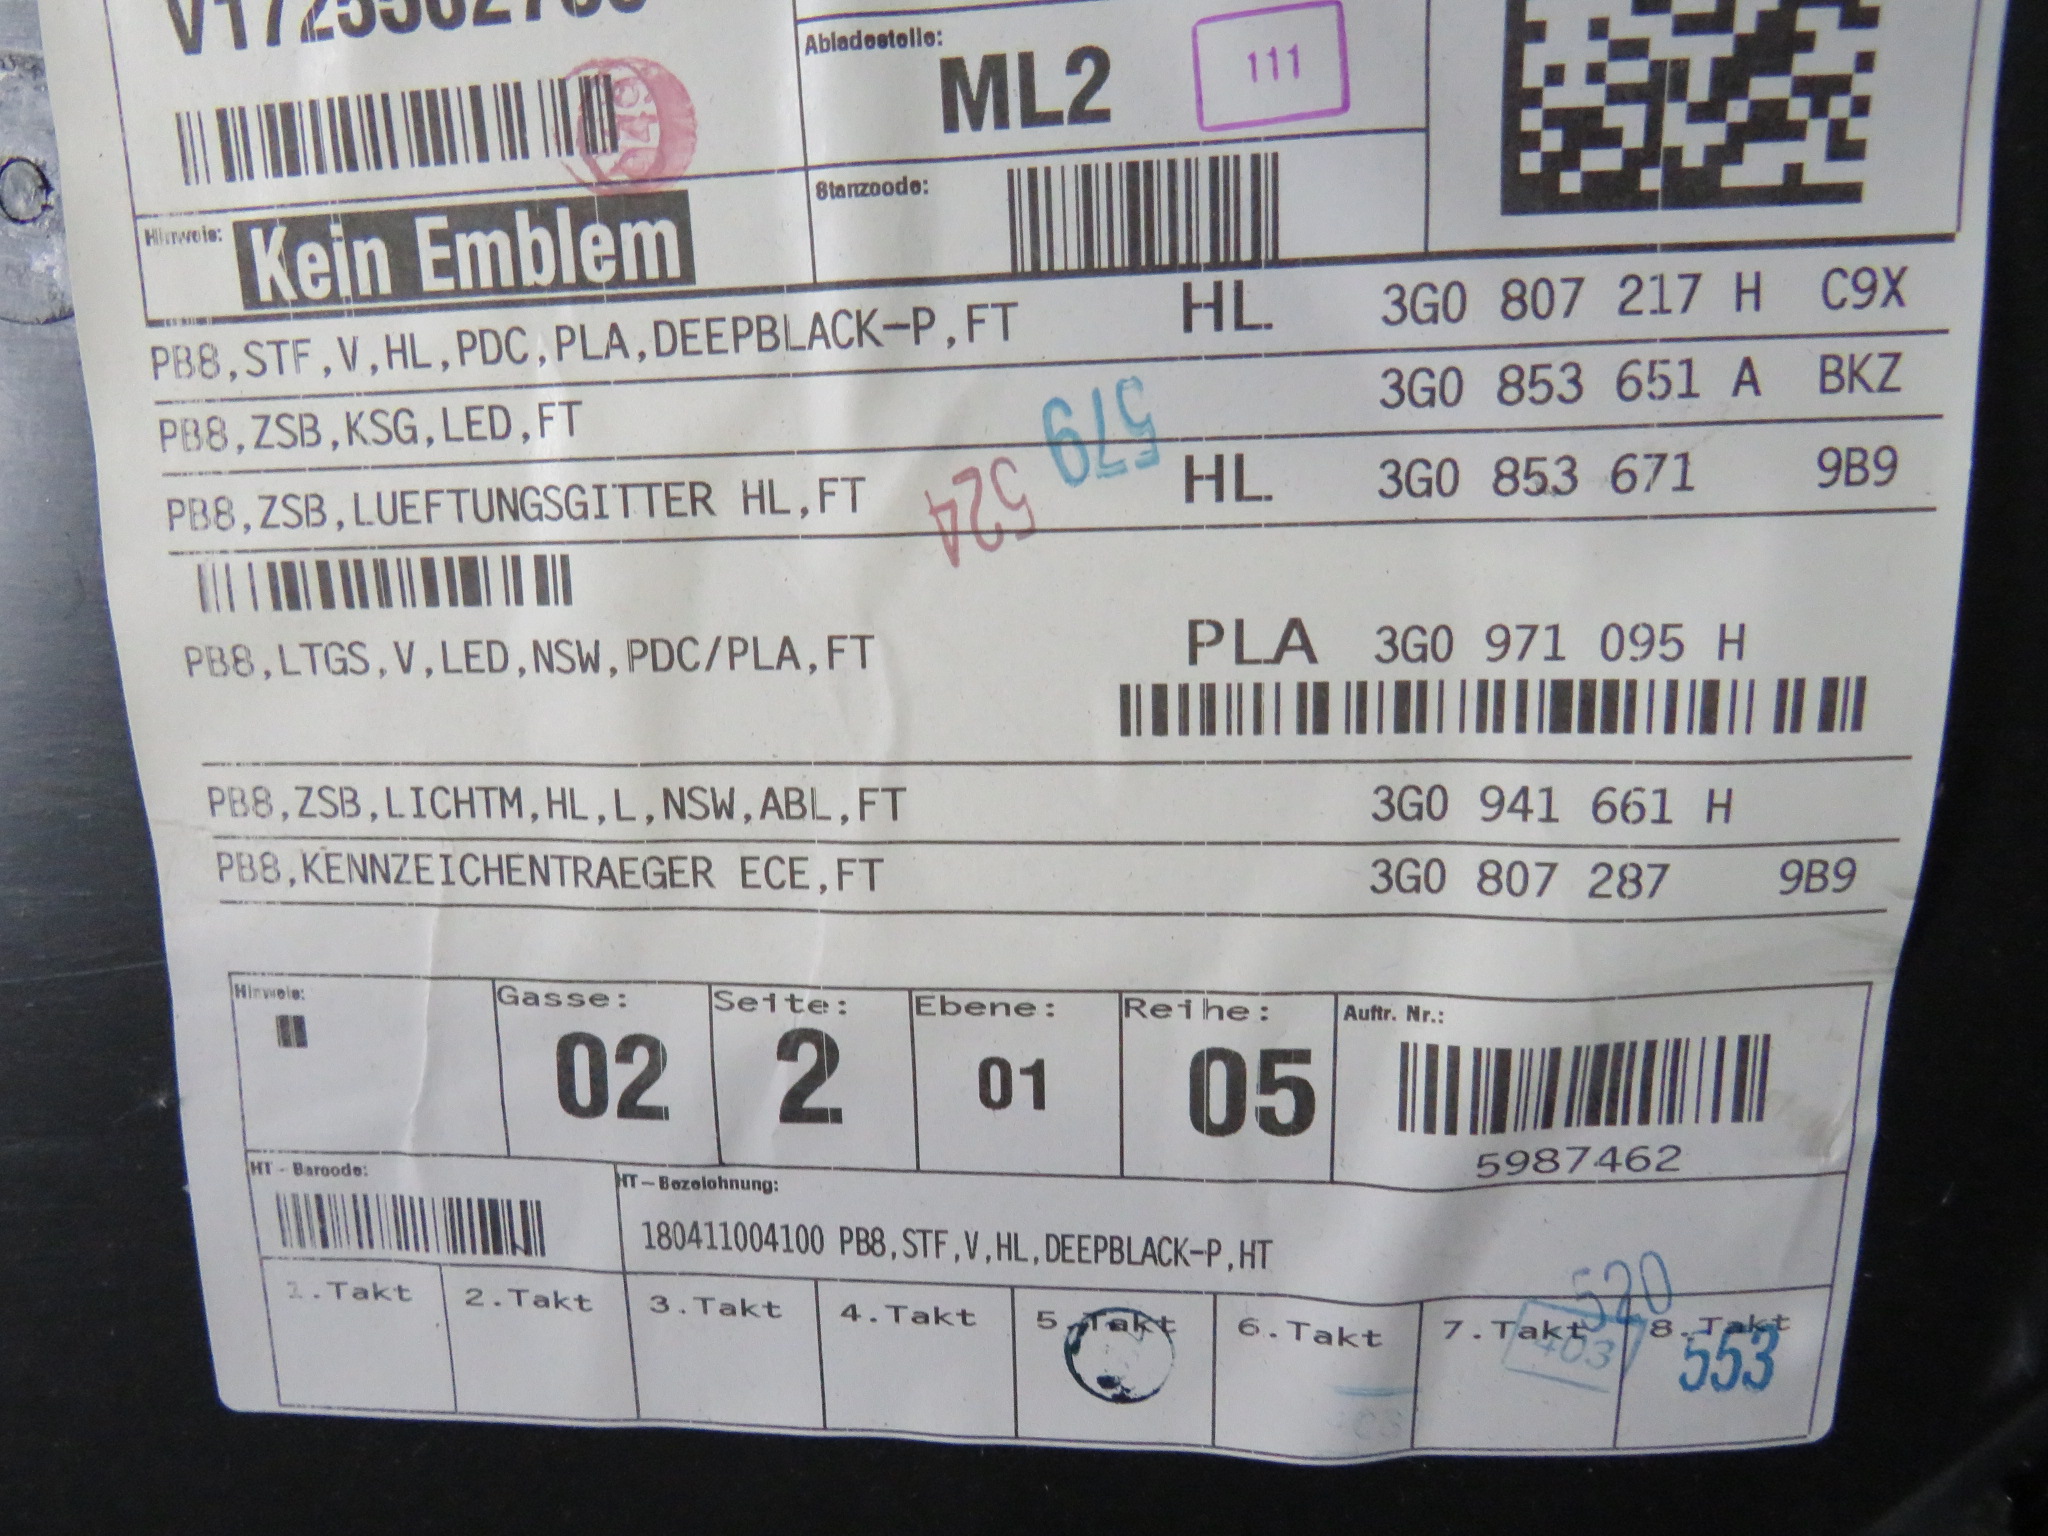 Abladestelle:
ML2
111
Stanzcode:
Hinweis:
Kein Emblem
PB8,STF,V,HL,PDC,PLA,DEEPBLACK-P,FT HL. 3G0 807 217 H C9X
PB8,ZSB,KSG,LED,FT 3G0 853 651 A BKZ
579
PB8,ZSB,LUEFTUNGSGITTER HL,FT HL. 3G0 853 671 9B9
524
PB8,LTGS,V,LED,NSW,PDC/PLA,FT PLA 3G0 971 095 H
PB8,ZSB,LICHTM,HL,L,NSW,ABL,FT 3G0 941 661 H
PB8,KENNZEICHENTRAEGER ECE,FT 3G0 807 287 9B9
Hinweis: Gasse: Seite: Ebene: Reihe: Auftr. Nr.:
02 2 01 05
5987462
HT - Barcode: HT - Bezeichnung:
180411004100 PB8,STF,V,HL,DEEPBLACK-P,HT
520
1.Takt 2.Takt 3.Takt 4.Takt 5.Takt 6.Takt 7.Takt 8.Takt
403
553